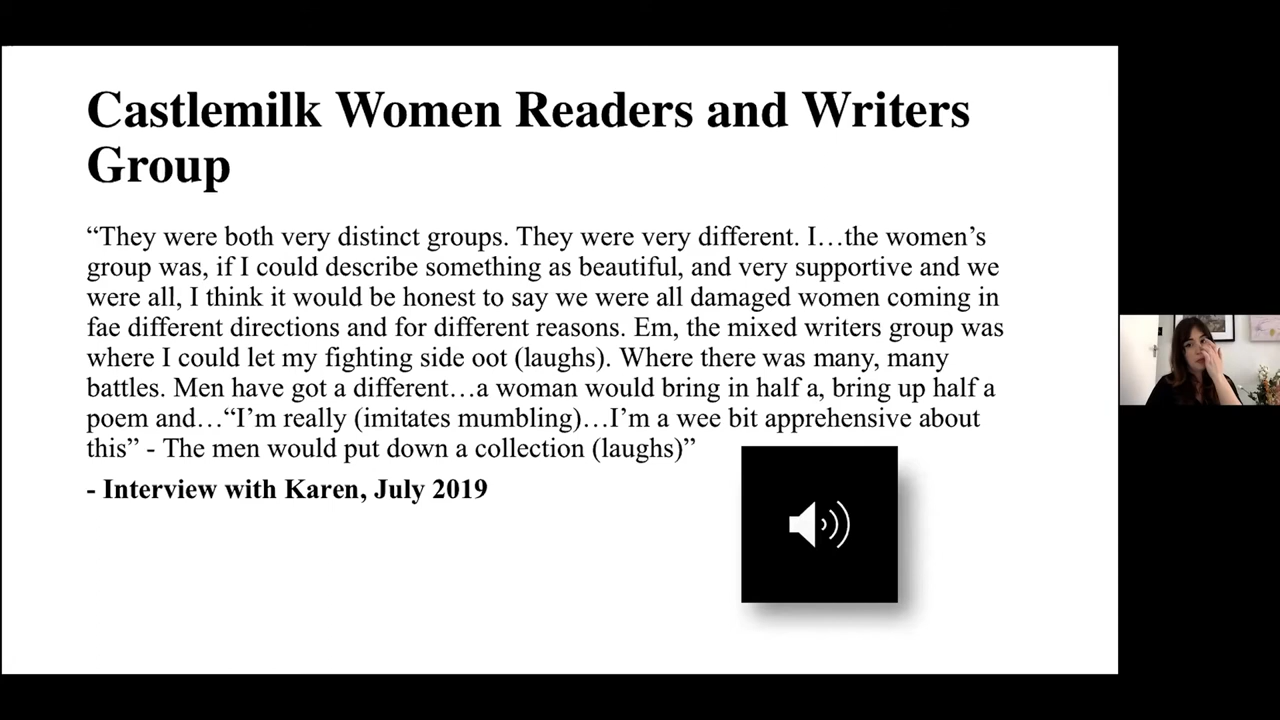 Castlemilk Women Readers and Writers
Group
“They were both very distinct groups. They were very different. I…the women’s
group was, if I could describe something as beautiful, and very supportive and we
were all, I think it would be honest to say we were all damaged women coming in
fae different directions and for different reasons. Em, the mixed writers group was
where I could let my fighting side oot (laughs). Where there was many, many
battles. Men have got a different…a woman would bring in half a, bring up half a
poem and…“I’m really (imitates mumbling)…I’m a wee bit apprehensive about
this” - The men would put down a collection (laughs)”
- Interview with Karen, July 2019